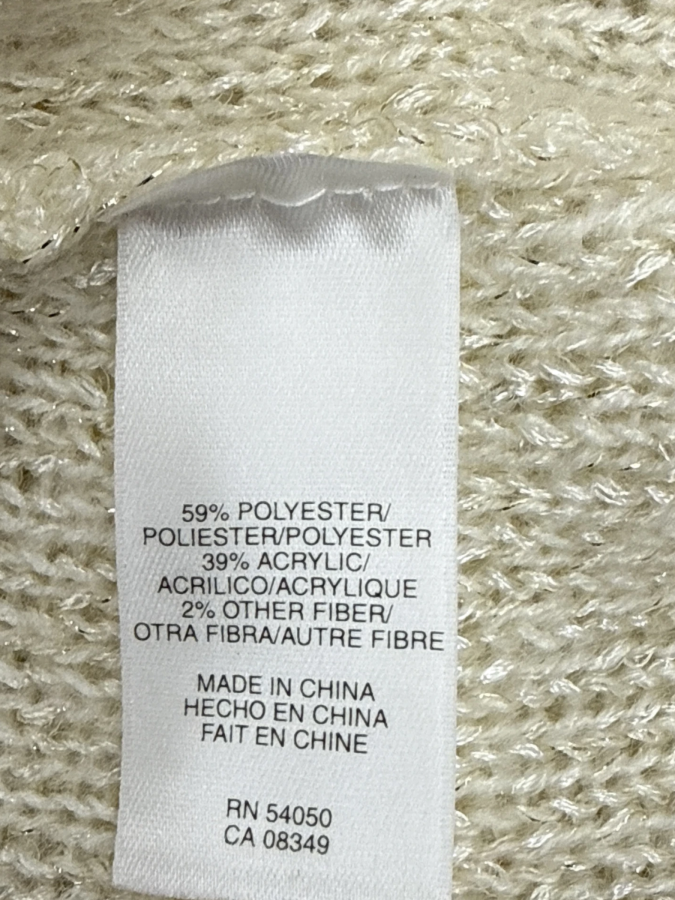 59% POLYESTER/
POLIESTER/POLYESTER
39% ACRYLIC/
ACRILICO/ACRYLIQUE
2% OTHER FIBER/
OTRA FIBRA/AUTRE FIBRE
MADE IN CHINA
HECHO EN CHINA
FAIT EN CHINE
RN 54050
CA 08349